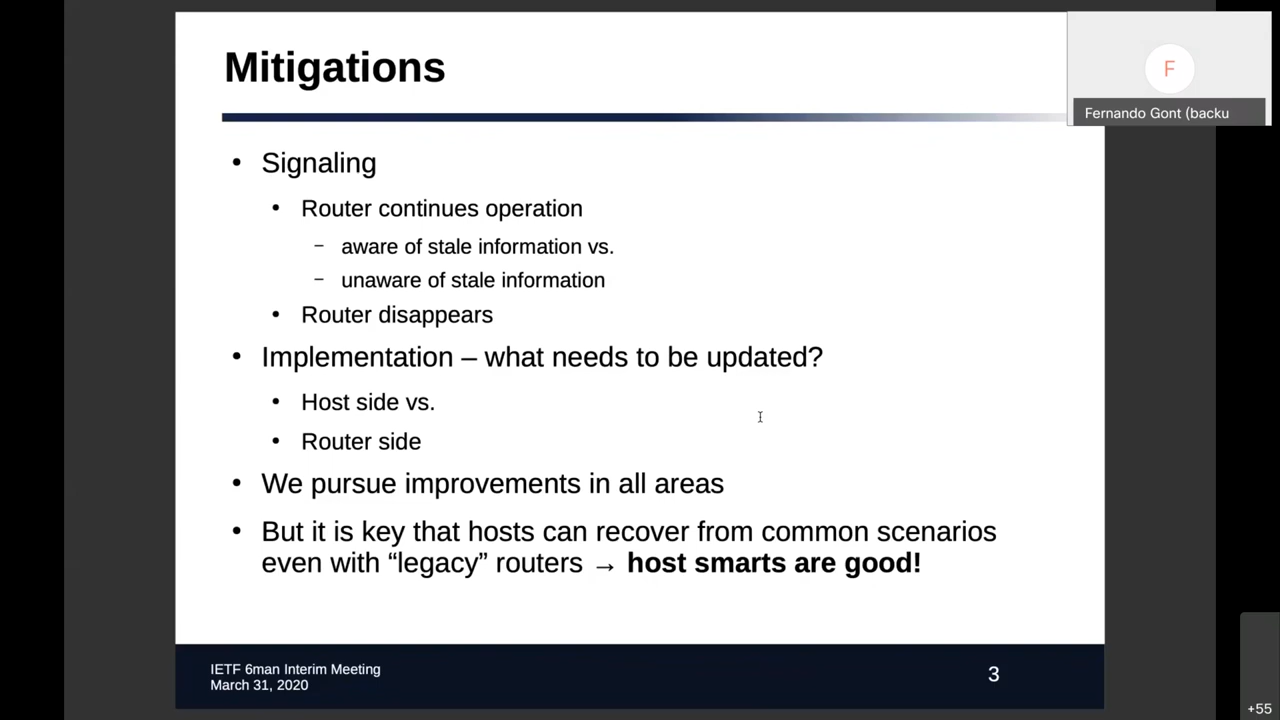 Mitigations
F
Fernando Gont (backu
• Signaling
• Router continues operation
– aware of stale information vs.
– unaware of stale information
• Router disappears
• Implementation – what needs to be updated?
• Host side vs.
• Router side
• We pursue improvements in all areas
• But it is key that hosts can recover from common scenarios
even with “legacy” routers → host smarts are good!
IETF 6man Interim Meeting
March 31, 2020
3
+55